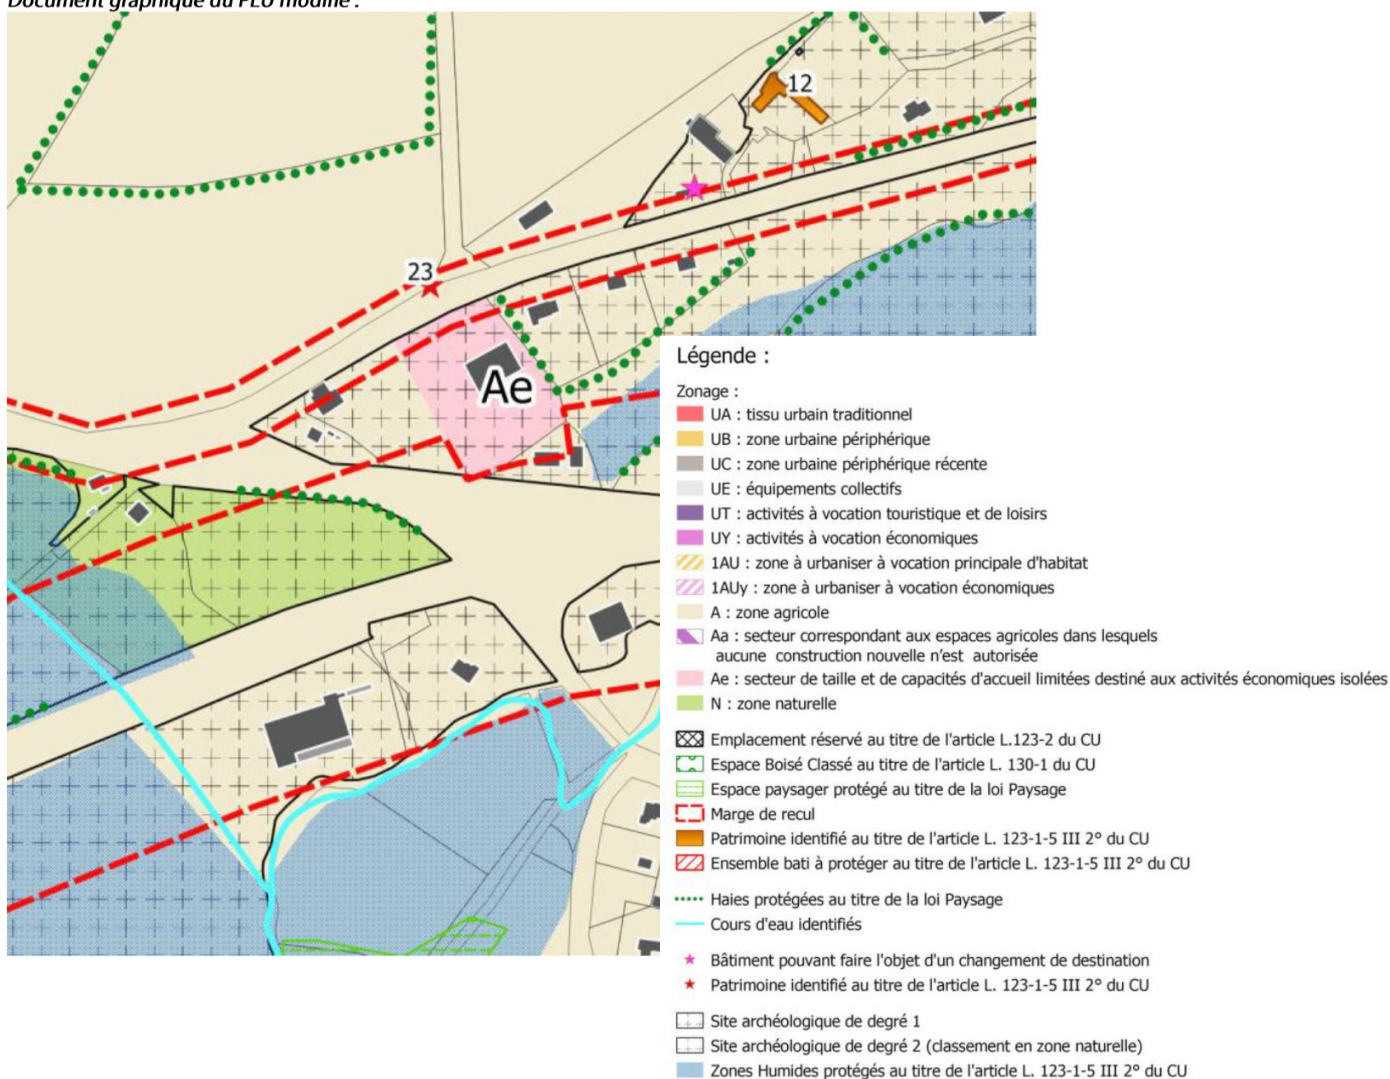 Document graphique du PLU modifié :
12
23
Ae
Légende :
Zonage :
UA : tissu urbain traditionnel
UB : zone urbaine périphérique
UC : zone urbaine périphérique récente
UE : équipements collectifs
UT : activités à vocation touristique et de loisirs
UY : activités à vocation économiques
1AU : zone à urbaniser à vocation principale d'habitat
1AUy : zone à urbaniser à vocation économiques
A : zone agricole
Aa : secteur correspondant aux espaces agricoles dans lesquels
aucune construction nouvelle n'est autorisée
Ae : secteur de taille et de capacités d'accueil limitées destiné aux activités économiques isolées
N : zone naturelle
Emplacement réservé au titre de l'article L.123-2 du CU
Espace Boisé Classé au titre de l'article L. 130-1 du CU
Espace paysager protégé au titre de la loi Paysage
Marge de recul
Patrimoine identifié au titre de l'article L. 123-1-5 III 2° du CU
Ensemble bati à protéger au titre de l'article L. 123-1-5 III 2° du CU
Haies protégées au titre de la loi Paysage
Cours d'eau identifiés
Bâtiment pouvant faire l'objet d'un changement de destination
Patrimoine identifié au titre de l'article L. 123-1-5 III 2° du CU
Site archéologique de degré 1
Site archéologique de degré 2 (classement en zone naturelle)
Zones Humides protégés au titre de l'article L. 123-1-5 III 2° du CU